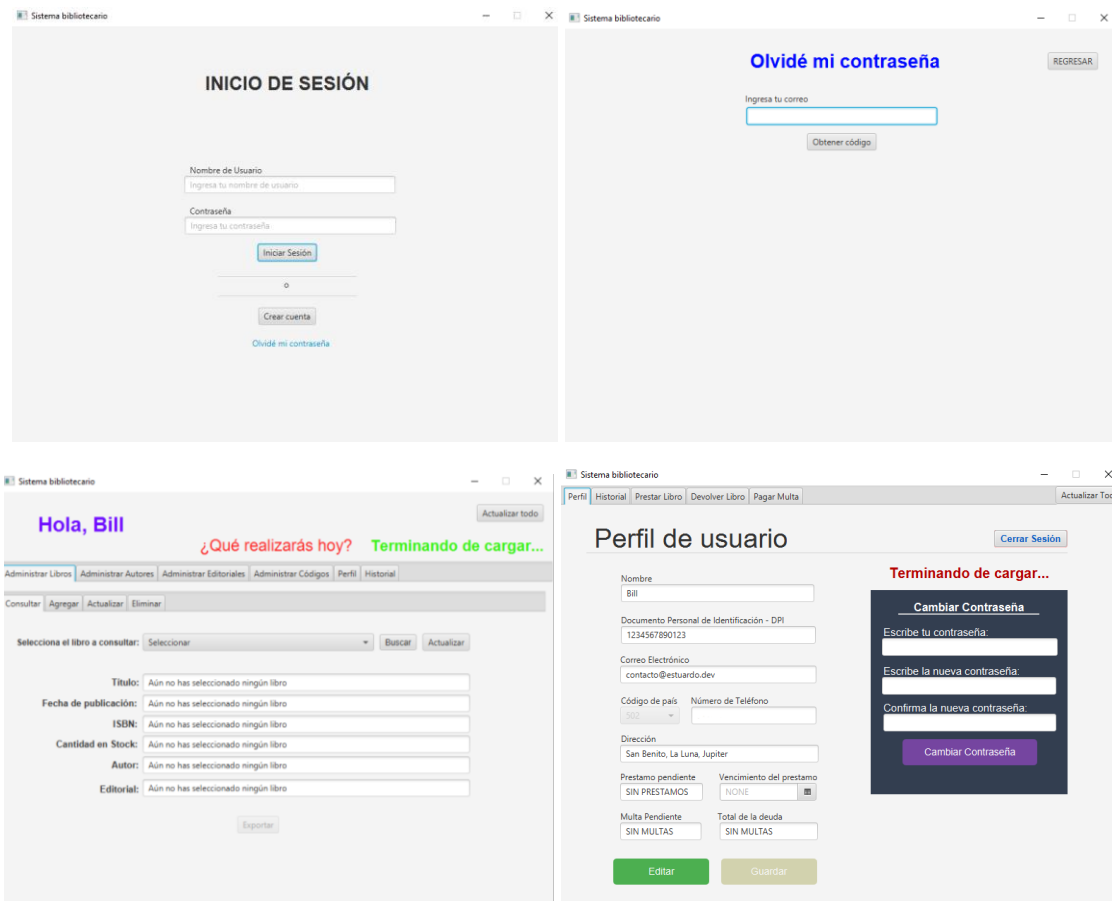 Sistema bibliotecario
INICIO DE SESIÓN
Nombre de Usuario
Ingresa tu nombre de usuario
Contraseña
Ingresa tu contraseña
Iniciar Sesión
o
Crear cuenta
Olvidé mi contraseña
Sistema bibliotecario
Olvidé mi contraseña
REGRESAR
Ingresa tu correo
Obtener código
Sistema bibliotecario
Actualizar todo
Hola, Bill
¿Qué realizarás hoy? Terminando de cargar...
Administrar Libros Administrar Autores Administrar Editoriales Administrar Códigos Perfil Historial
Consultar Agregar Actualizar Eliminar
Selecciona el libro a consultar: Seleccionar Buscar Actualizar
Título: Aún no has seleccionado ningún libro
Fecha de publicación: Aún no has seleccionado ningún libro
ISBN: Aún no has seleccionado ningún libro
Cantidad en Stock: Aún no has seleccionado ningún libro
Autor: Aún no has seleccionado ningún libro
Editorial: Aún no has seleccionado ningún libro
Exportar
Sistema bibliotecario
Perfil Historial Prestar Libro Devolver Libro Pagar Multa Actualizar Tod
Perfil de usuario
Cerrar Sesión
Nombre
Bill
Documento Personal de Identificación - DPI
1234567890123
Correo Electrónico
contacto@estuardo.dev
Código de país Número de Teléfono
502
Dirección
San Benito, La Luna, Jupiter
Prestamo pendiente Vencimiento del prestamo
SIN PRESTAMOS NONE
Multa Pendiente Total de la deuda
SIN MULTAS SIN MULTAS
Editar Guardar
Terminando de cargar...
Cambiar Contraseña
Escribe tu contraseña:
Escribe la nueva contraseña:
Confirma la nueva contraseña:
Cambiar Contraseña